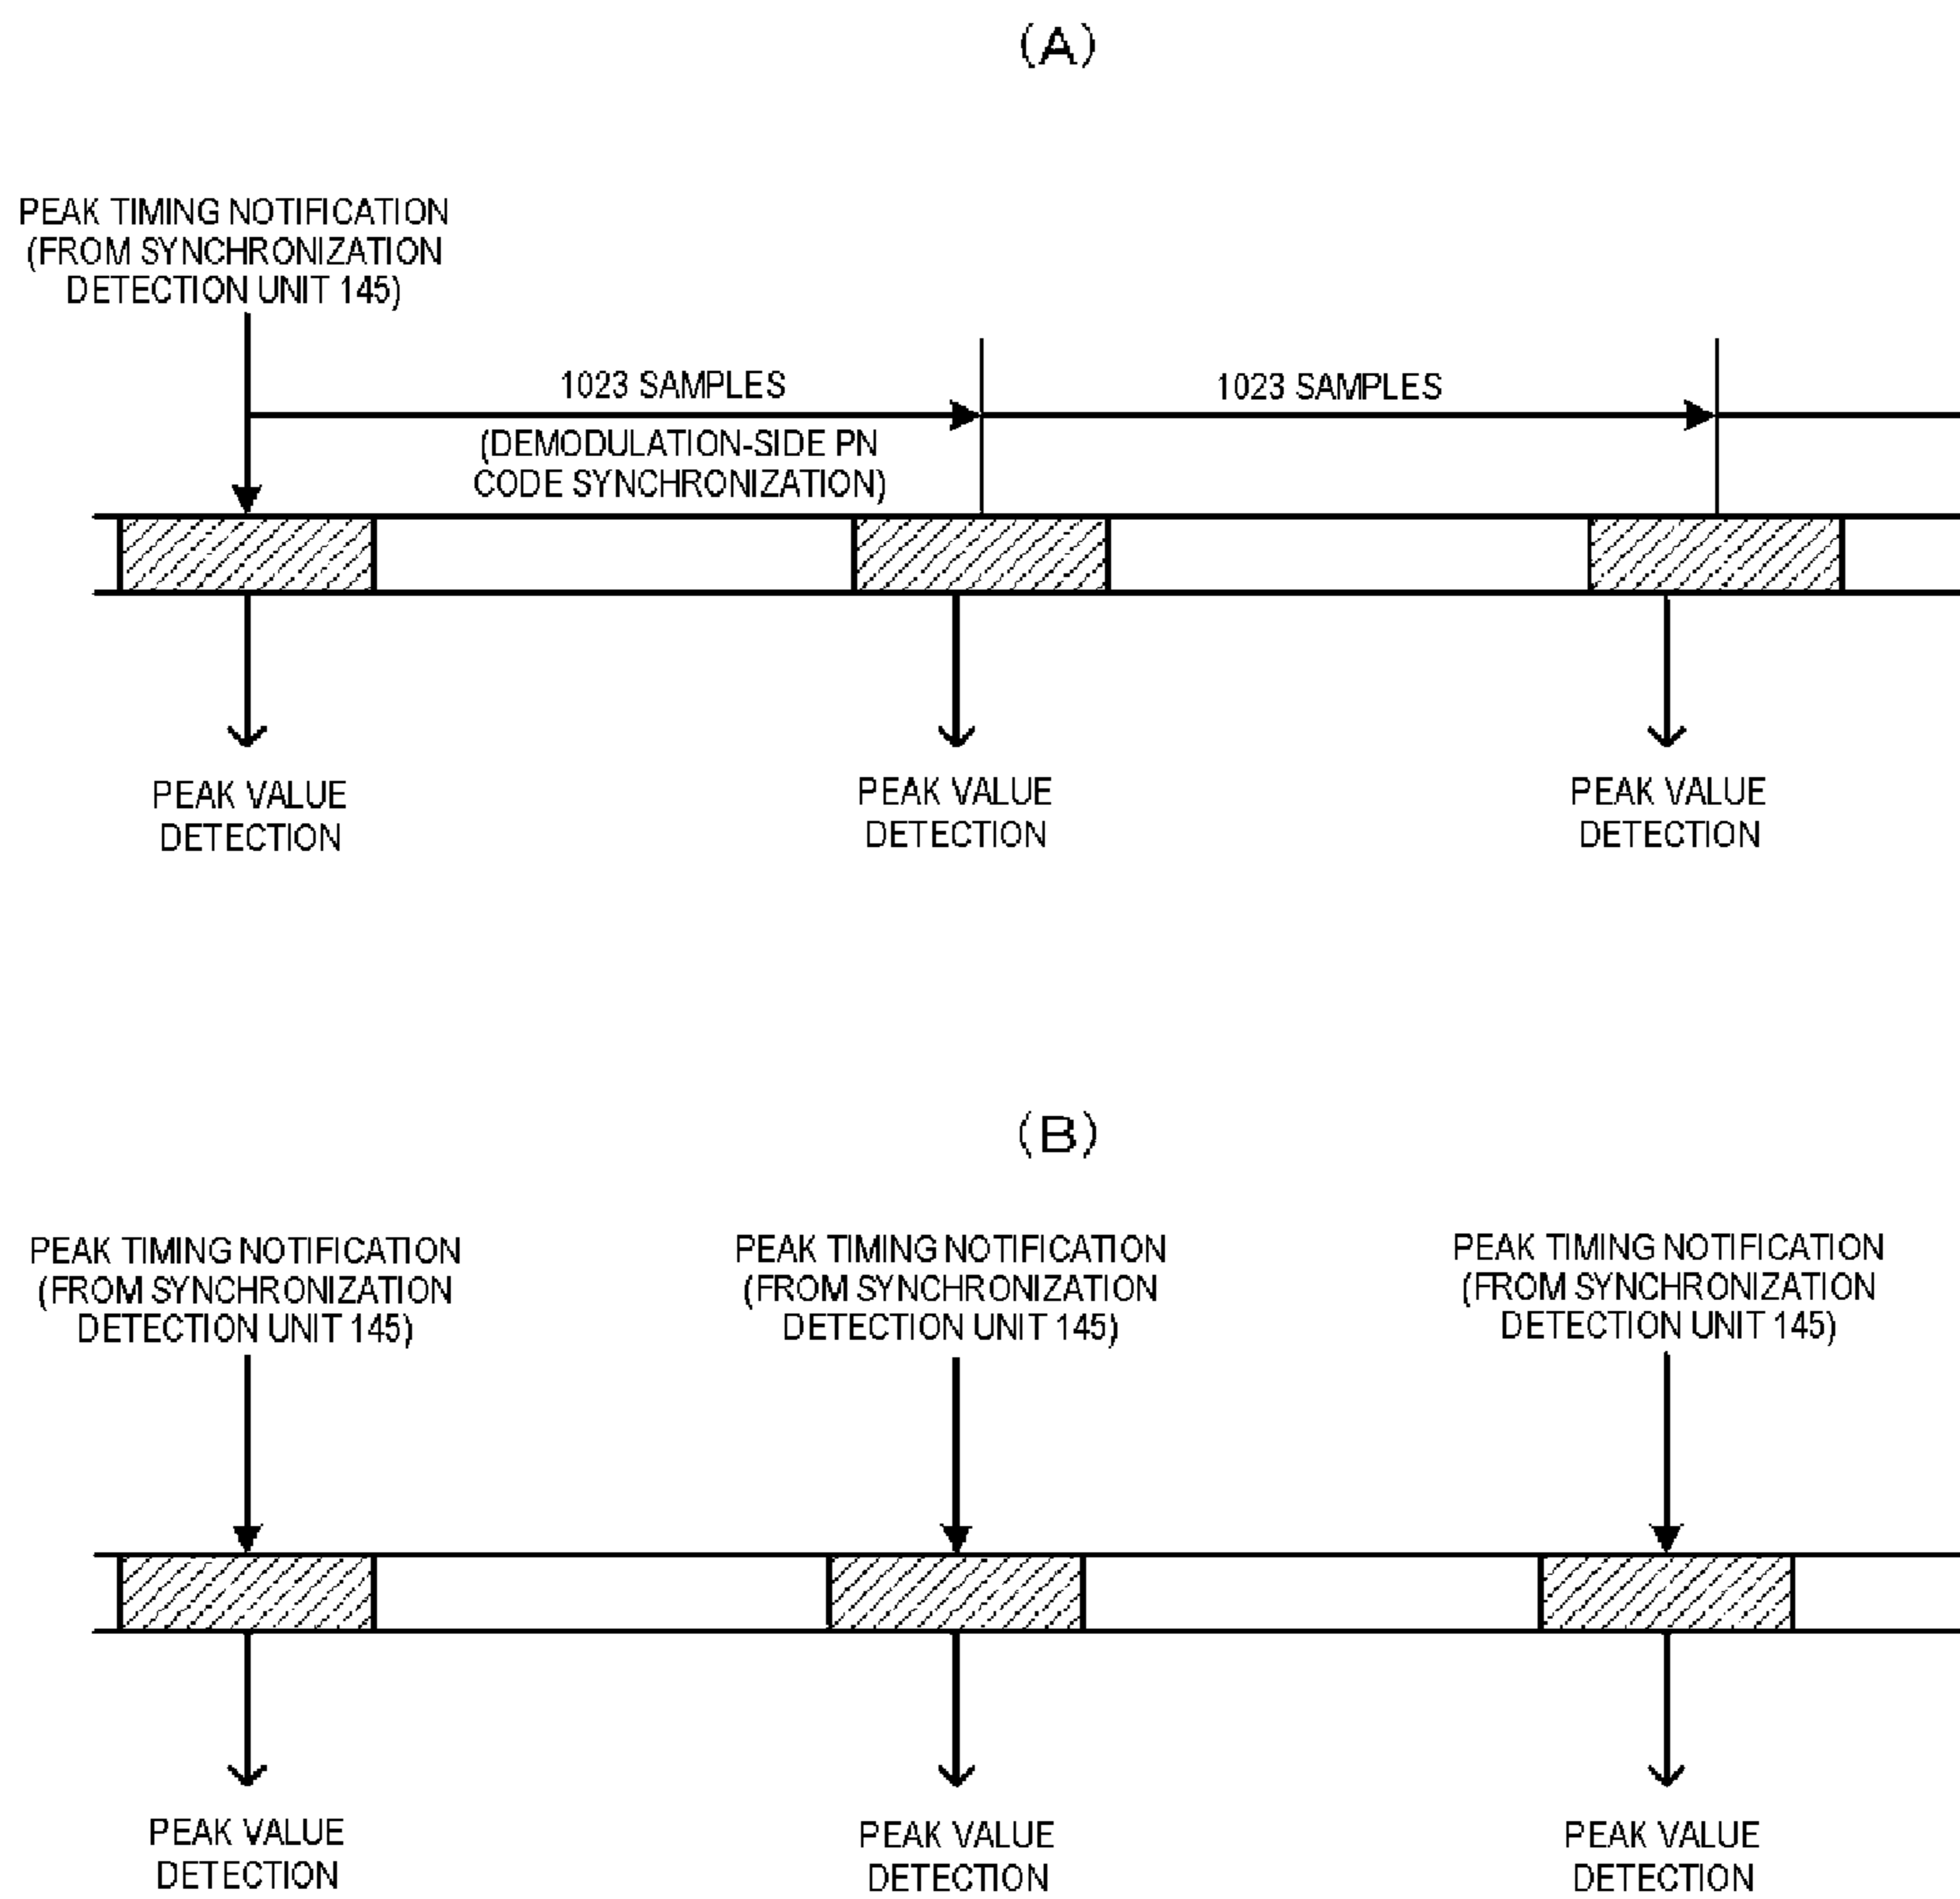 (A)
PEAK TIMING NOTIFICATION
(FROM SYNCHRONIZATION
DETECTION UNIT 145)
1023 SAMPLES
1023 SAMPLES
(DEMODULATION-SIDE PN
CODE SYNCHRONIZATION)
PEAK VALUE
DETECTION
PEAK VALUE
DETECTION
PEAK VALUE
DETECTION
(B)
PEAK TIMING NOTIFICATION
(FROM SYNCHRONIZATION
DETECTION UNIT 145)
PEAK TIMING NOTIFICATION
(FROM SYNCHRONIZATION
DETECTION UNIT 145)
PEAK TIMING NOTIFICATION
(FROM SYNCHRONIZATION
DETECTION UNIT 145)
PEAK VALUE
DETECTION
PEAK VALUE
DETECTION
PEAK VALUE
DETECTION